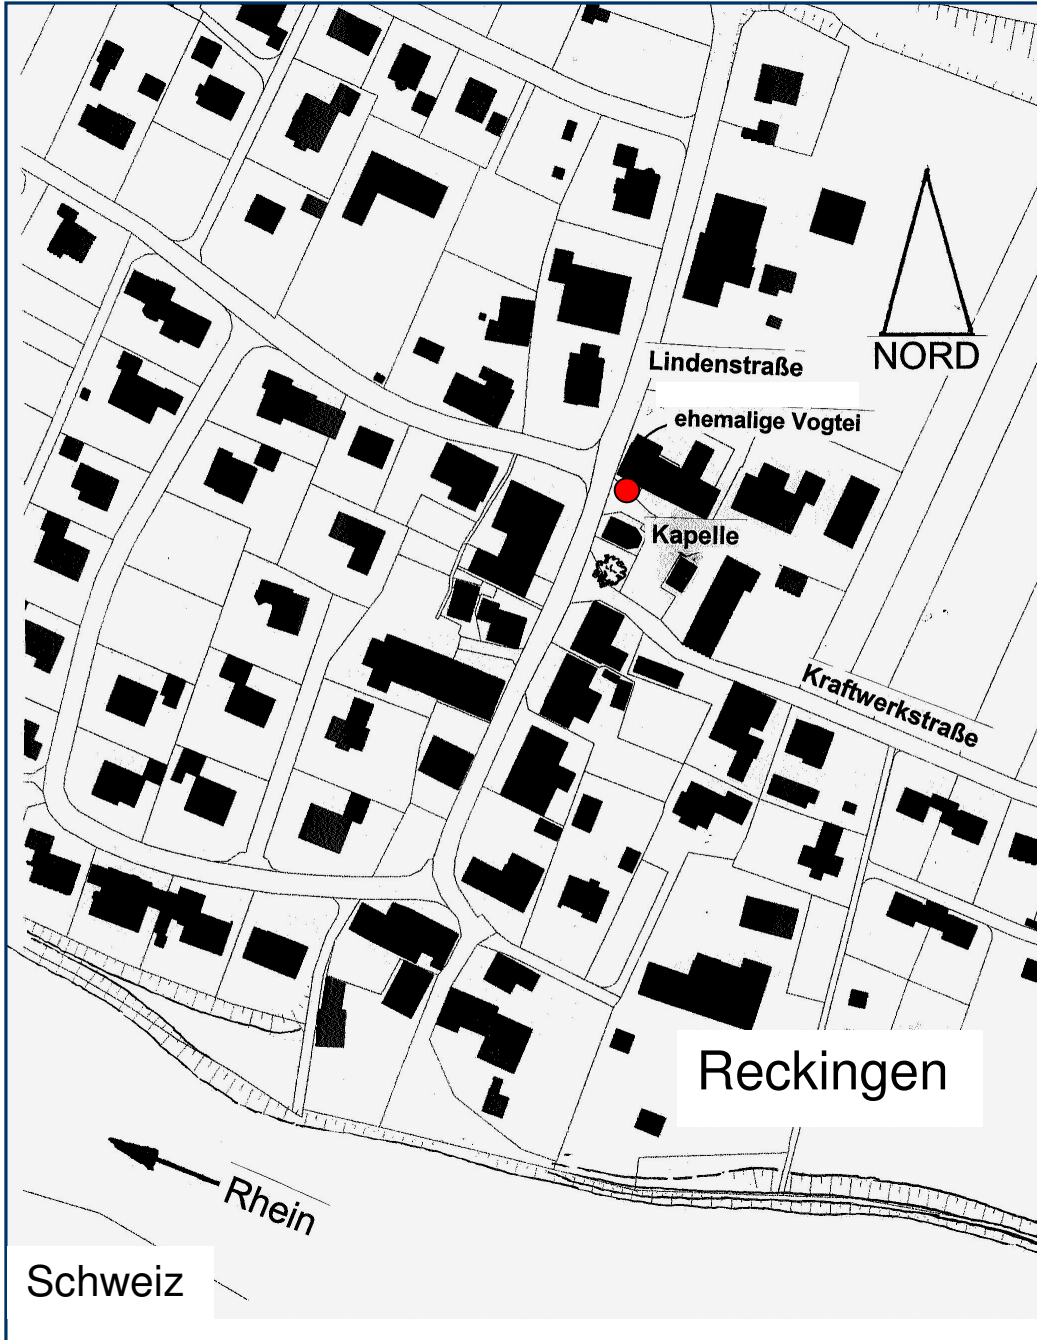 NORD
Lindenstraße
ehemalige Vogtei
Kapelle
Kraftwerkstraße
Reckingen
Rhein
Schweiz